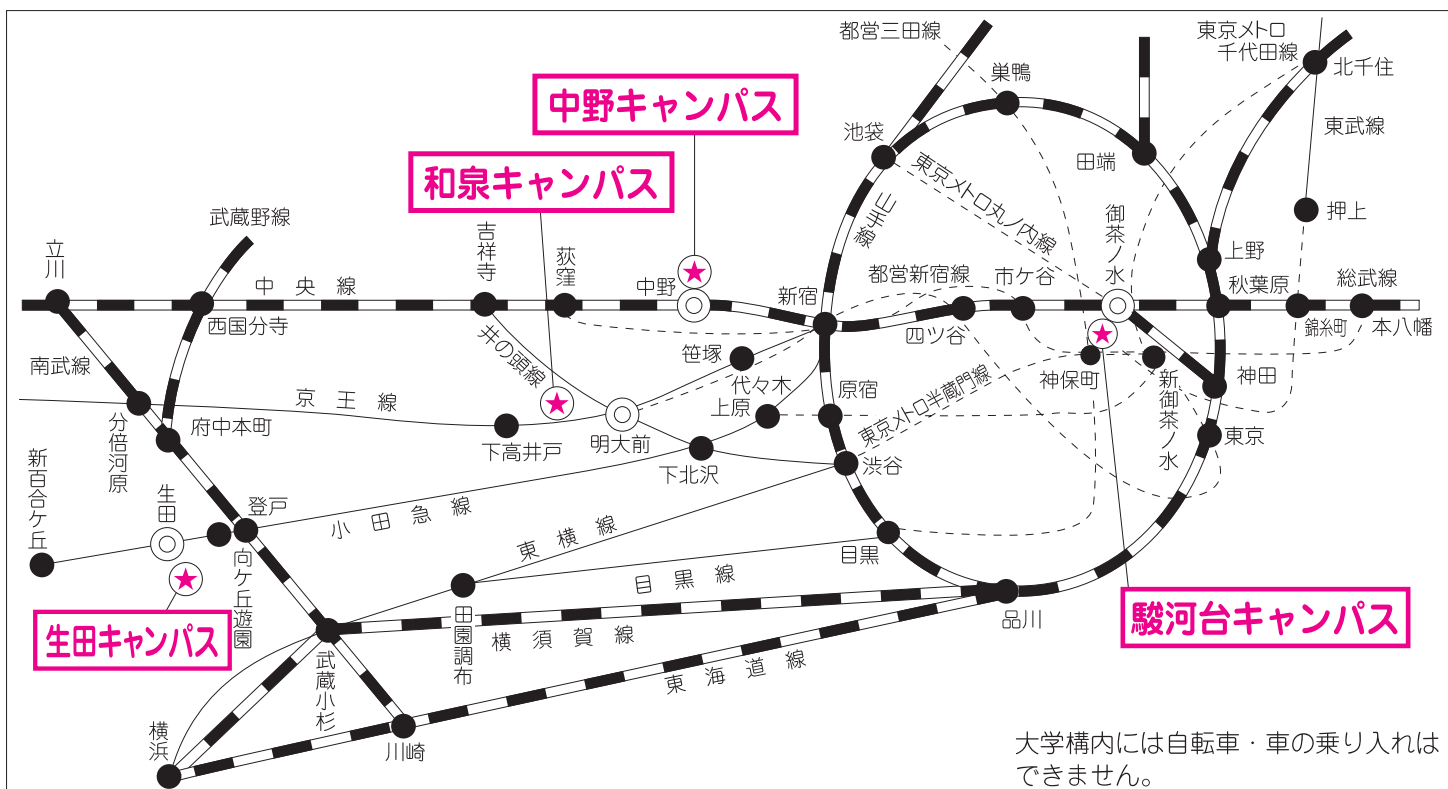 都営三田線
東京メトロ
千代田線
北千住
巣鴨
中野キャンパス
池袋
東武線
田端
和泉キャンパス
東京メトロ丸ノ内線
山手線
武蔵野線
御茶ノ水
押上
立川
吉祥寺
荻窪
上野
中央線
中野
新宿
都営新宿線
市ケ谷
秋葉原
総武線
西国分寺
四ツ谷
錦糸町
本八幡
井の頭線
笹塚
南武線
代々木
上原
原宿
神保町
新御茶ノ水
神田
京王線
東京メトロ半蔵門線
分倍河原
府中本町
下高井戸
明大前
下北沢
渋谷
東京
新百合ケ丘
生田
登戸
小田急線
向ケ丘遊園
東横線
目黒
目黒線
生田キャンパス
田園調布
横須賀線
品川
駿河台キャンパス
武蔵小杉
東海道線
横浜
川崎
大学構内には自転車・車の乗り入れは
できません。